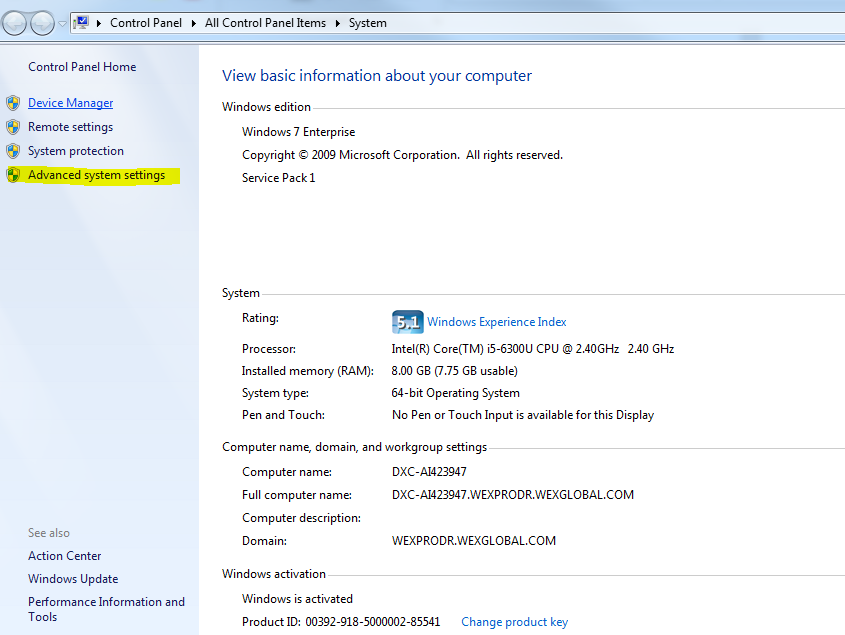 Control Panel ▸ All Control Panel Items ▸ System
Control Panel Home
Device Manager
Remote settings
System protection
Advanced system settings
See also
Action Center
Windows Update
Performance Information and
Tools
View basic information about your computer
Windows edition
Windows 7 Enterprise
Copyright © 2009 Microsoft Corporation. All rights reserved.
Service Pack 1
System
Rating: 5.1 Windows Experience Index
Processor: Intel(R) Core(TM) i5-6300U CPU @ 2.40GHz 2.40 GHz
Installed memory (RAM): 8.00 GB (7.75 GB usable)
System type: 64-bit Operating System
Pen and Touch: No Pen or Touch Input is available for this Display
Computer name, domain, and workgroup settings
Computer name: DXC-AI423947
Full computer name: DXC-AI423947.WEXPRODR.WEXGLOBAL.COM
Computer description:
Domain: WEXPRODR.WEXGLOBAL.COM
Windows activation
Windows is activated
Product ID: 00392-918-5000002-85541 Change product key